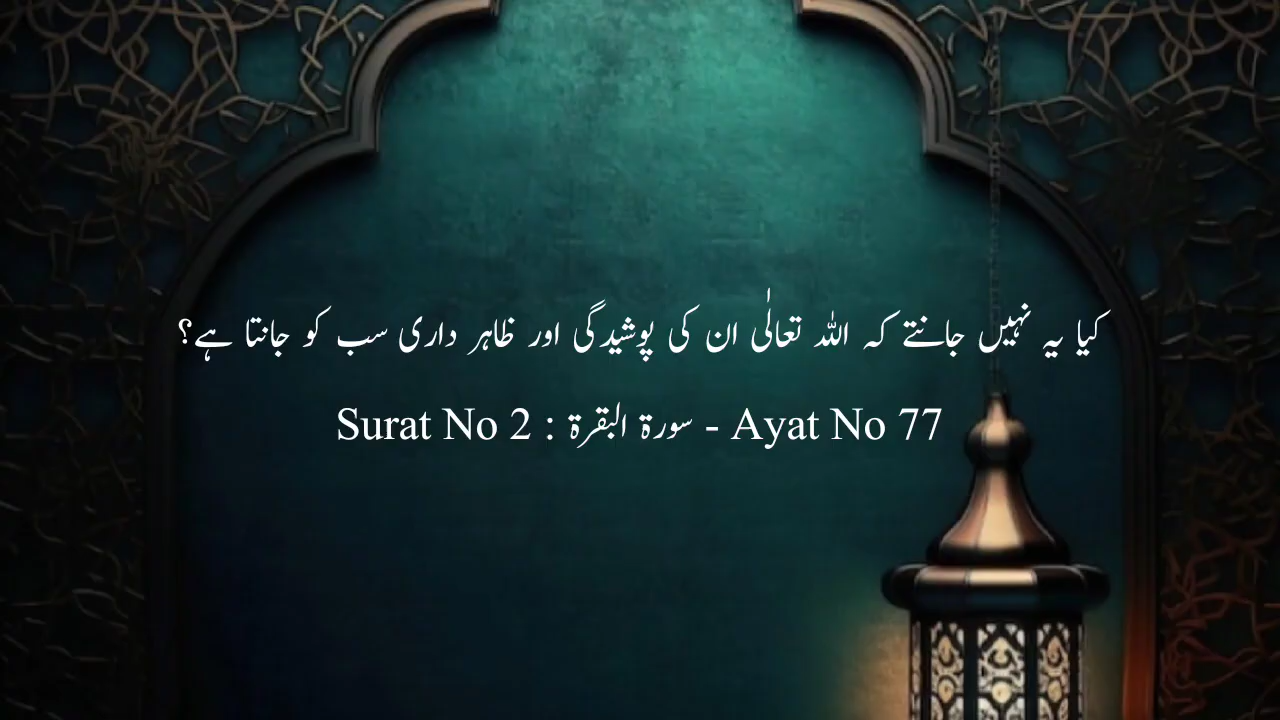 کیا یہ نہیں جانتے کہ اللہ تعالٰی ان کی پوشیدگی اور ظاہر داری سب کو جانتا ہے؟
Surat No 2 : سورة البقرة - Ayat No 77